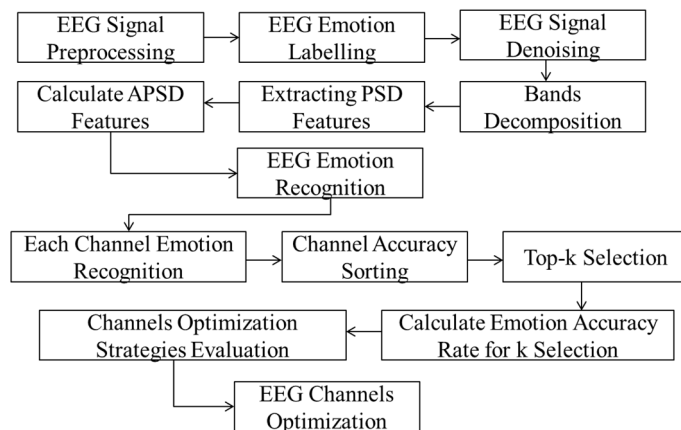 EEG Signal
Preprocessing
EEG Emotion
Labelling
EEG Signal
Denoising
Calculate APSD
Features
Extracting PSD
Features
Bands
Decomposition
EEG Emotion
Recognition
Each Channel Emotion
Recognition
Channel Accuracy
Sorting
Top-k Selection
Channels Optimization
Strategies Evaluation
Calculate Emotion Accuracy
Rate for k Selection
EEG Channels
Optimization